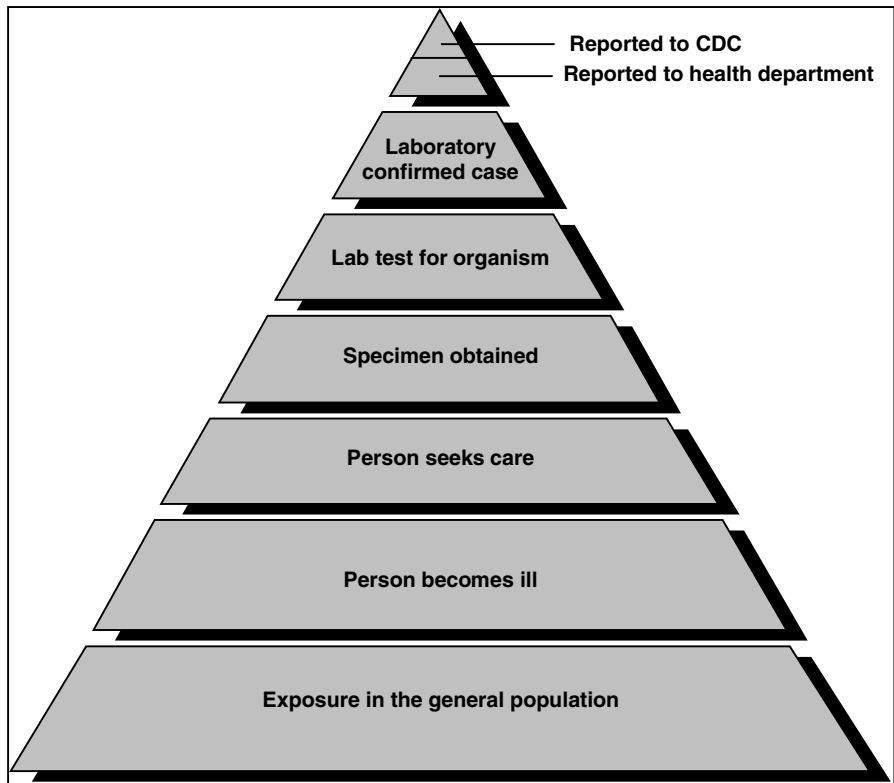 Reported to CDC
Reported to health department
Laboratory
confirmed case
Lab test for organism
Specimen obtained
Person seeks care
Person becomes ill
Exposure in the general population